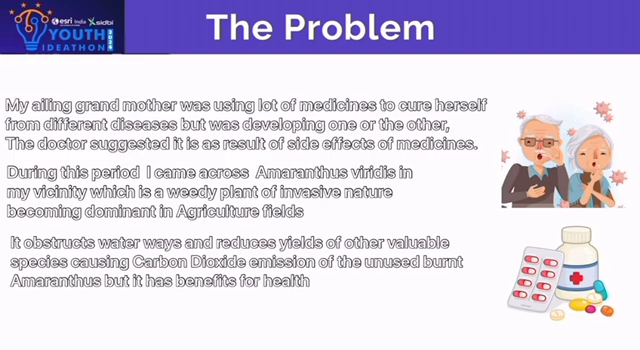 esri India sidbi
YOUTH
IDEATHON
The Problem
My ailing grand mother was using lot of medicines to cure herself
from different diseases but was developing one or the other,
The doctor suggested it is as result of side effects of medicines.
During this period I came across Amaranthus viridis in
my vicinity which is a weedy plant of invasive nature
becoming dominant in Agriculture fields
It obstructs water ways and reduces yields of other valuable
species causing Carbon Dioxide emission of the unused burnt
Amaranthus but it has benefits for health